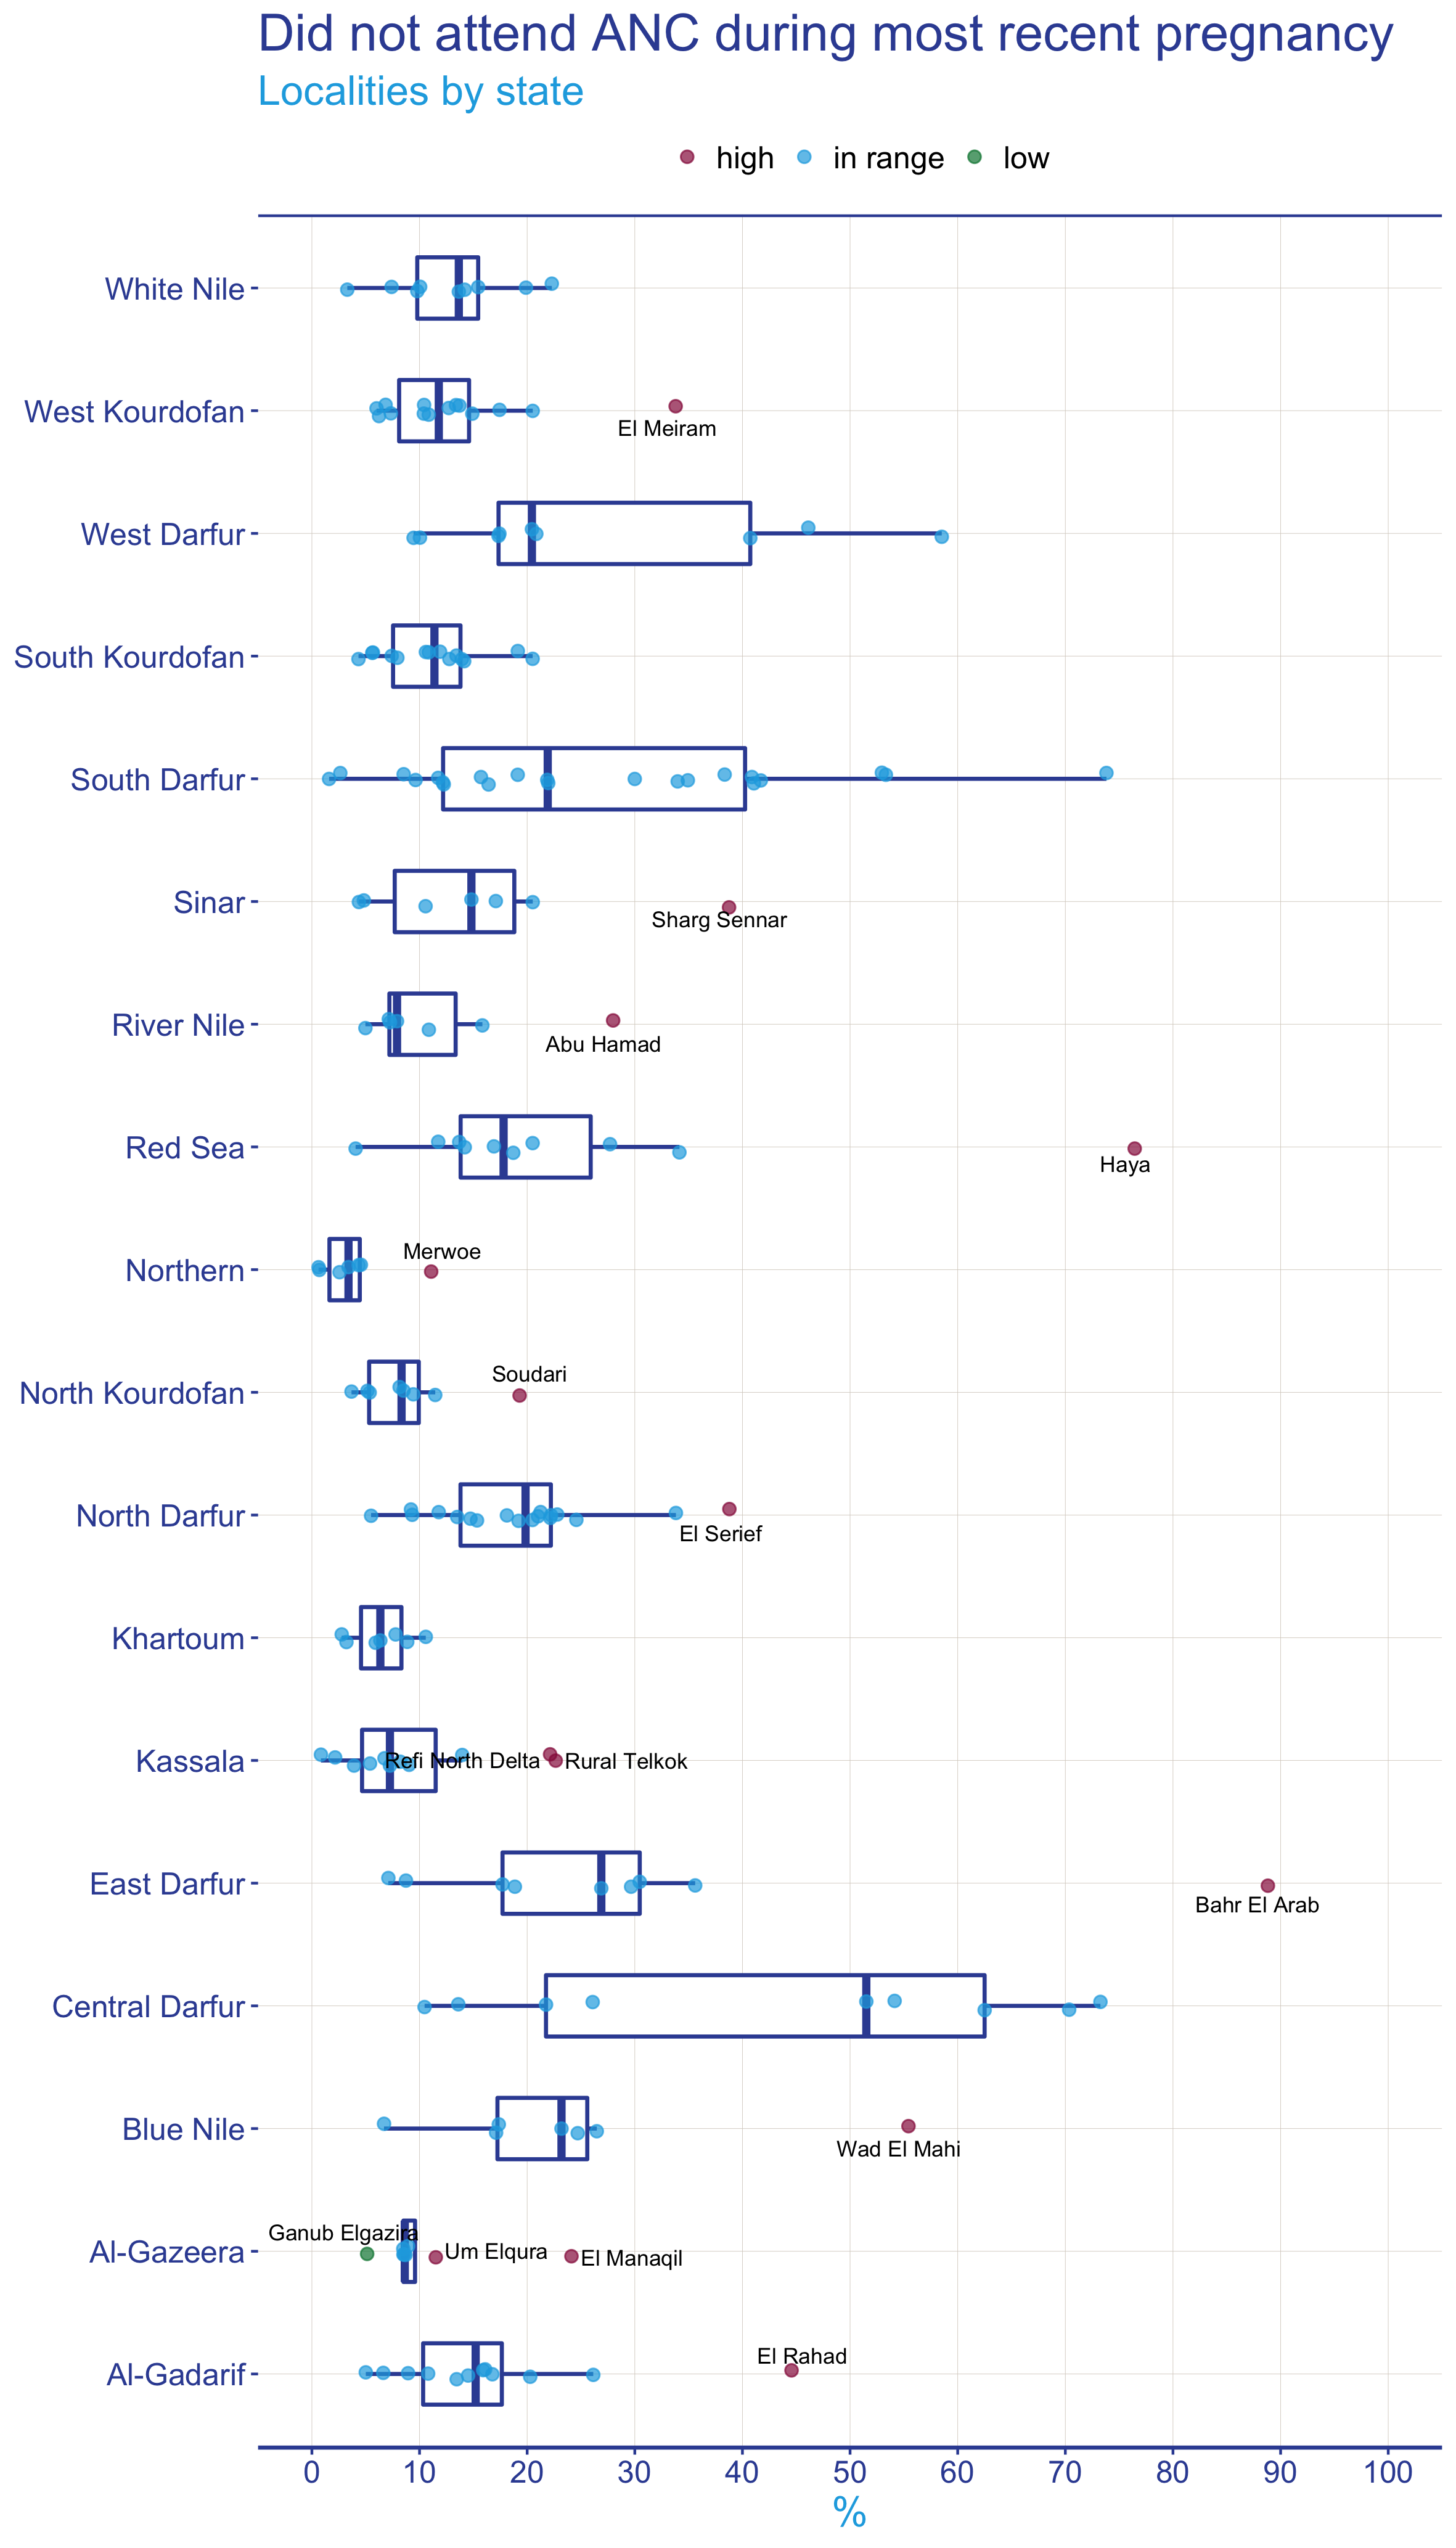 Did not attend ANC during most recent pregnancy
Localities by state
high in range low
White Nile
West Kourdofan
El Meiram
West Darfur
South Kourdofan
South Darfur
Sinar
Sharg Sennar
River Nile
Abu Hamad
Red Sea
Haya
Merwoe
Northern
Soudari
North Kourdofan
North Darfur
El Serief
Khartoum
Kassala Refi North Delta Rural Telkok
East Darfur
Bahr El Arab
Central Darfur
Blue Nile
Wad El Mahi
Ganub Elgazira
Al-Gazeera Um Elqura El Manaqil
El Rahad
Al-Gadarif
0 10 20 30 40 50 60 70 80 90 100
%